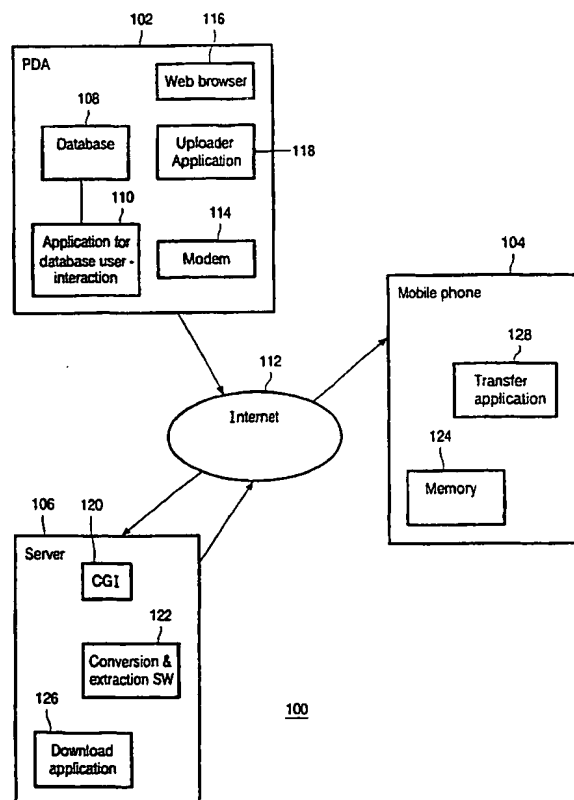 102
PDA
116
Web browser
108
Database
Uploader
Application
118
110
Application for
database user -
interaction
114
Modem
104
Mobile phone
128
Transfer
application
124
Memory
112
Internet
106
Server
120
CGI
122
Conversion &
extraction SW
126
Download
application
100